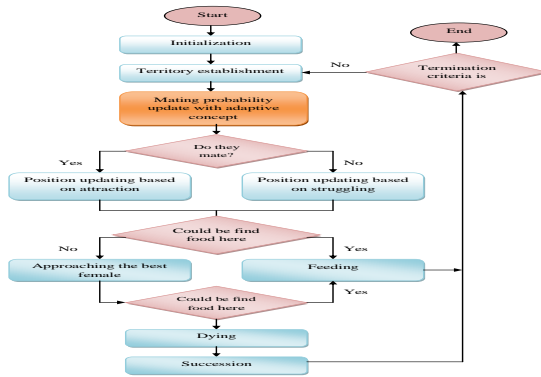 Start
End
Initialization
Territory establishment
No
Termination
criteria is
Mating probability
update with adaptive
concept
Do they
mate?
Yes
No
Position updating based
on attraction
Position updating based
on struggling
Could be find
food here
No
Yes
Approaching the best
female
Feeding
Could be find
food here
Yes
Dying
Succession